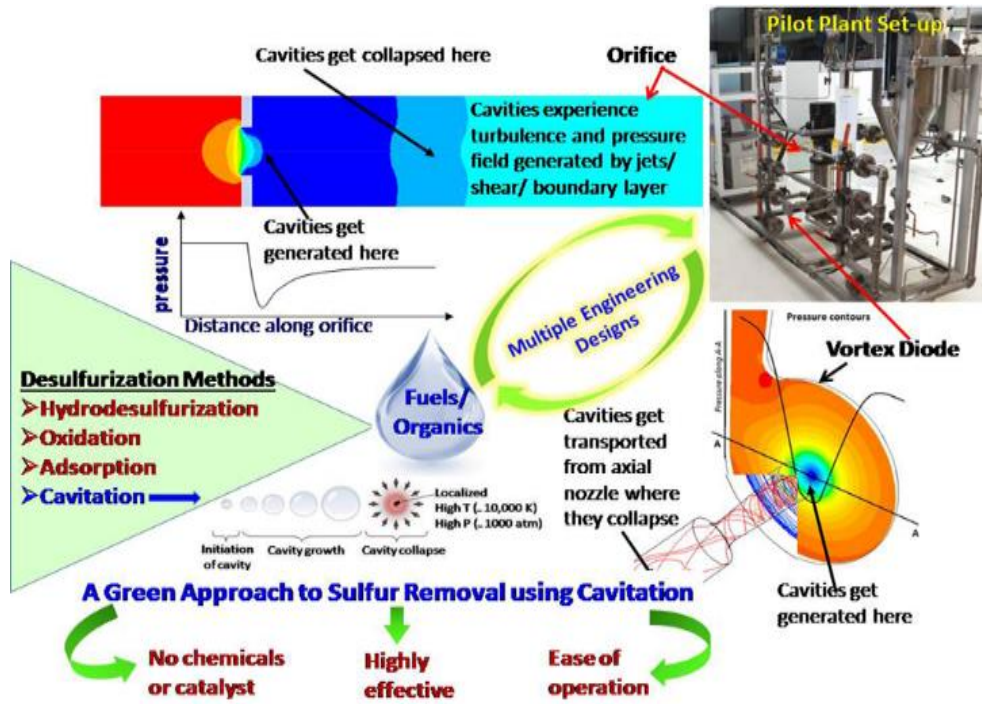 Pilot Plant Set-up
Cavities get collapsed here
Orifice
Cavities experience
turbulence and pressure
field generated by jets/
shear/ boundary layer
Cavities get
generated here
pressure
Distance along orifice
Multiple Engineering
Designs
Pressure contours
Vortex Diode
Pressure along A-A
A
A
Desulfurization Methods
➢Hydrodesulfurization
➢Oxidation
➢Adsorption
➢Cavitation
Fuels/
Organics
Cavities get
transported
from axial
nozzle where
they collapse
Localized
High T (~10,000 K)
High P (~1000 atm)
Initiation
of cavity
Cavity growth
Cavity collapse
Cavities get
generated here
A Green Approach to Sulfur Removal using Cavitation
No chemicals
or catalyst
Highly
effective
Ease of
operation